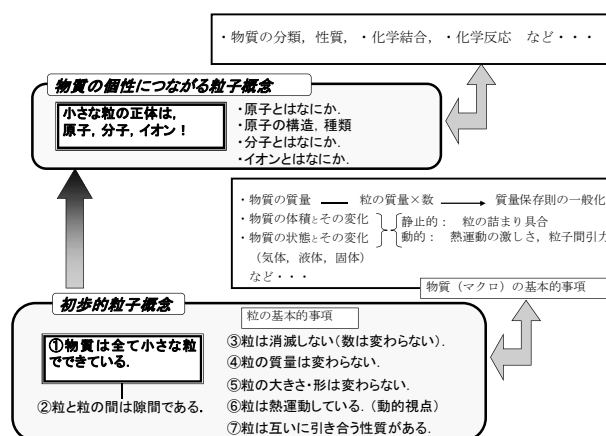 ・物質の分類，性質，・化学結合，・化学反応　など・・・
物質の個性につながる粒子概念
小さな粒の正体は，
原子，分子，イオン！
・原子とはなにか．
・原子の構造，種類
・分子とはなにか．
・イオンとはなにか．
・物質の質量　粒の質量×数　質量保存則の一般化
・物質の体積とその変化
・物質の状態とその変化
（気体，液体，固体）
など・・・
静止的：　粒の詰まり具合
動的：　熱運動の激しさ，粒子間引力
物質（マクロ）の基本的事項
初歩的粒子概念
①物質は全て小さな粒
でできている．
②粒と粒の間は隙間である．
粒の基本的事項
③粒は消滅しない（数は変わらない）．
④粒の質量は変わらない．
⑤粒の大きさ・形は変わらない．
⑥粒は熱運動している．（動的視点）
⑦粒は互いに引き合う性質がある．